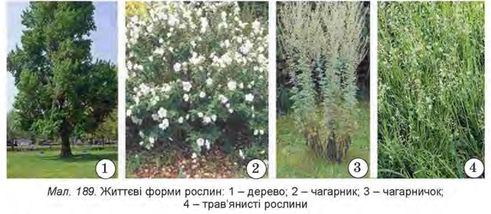 1 2 3 4
Мал. 189. Життєві форми рослин: 1 – дерево; 2 – чагарник; 3 – чагарничок;
4 – трав'янисті рослини